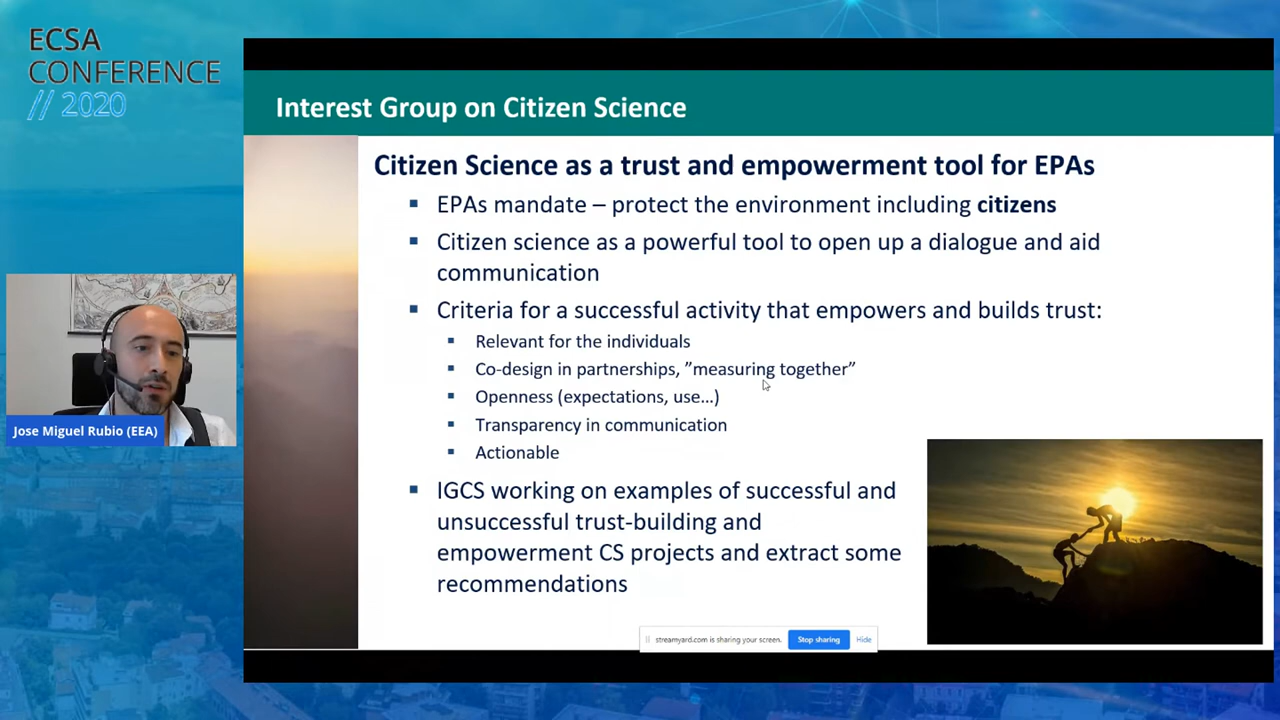 ECSA
CONFERENCE
// 2020
Interest Group on Citizen Science
Citizen Science as a trust and empowerment tool for EPAs
▪ EPAs mandate – protect the environment including citizens
▪ Citizen science as a powerful tool to open up a dialogue and aid
communication
▪ Criteria for a successful activity that empowers and builds trust:
▪ Relevant for the individuals
▪ Co-design in partnerships, ”measuring together”
▪ Openness (expectations, use…)
▪ Transparency in communication
▪ Actionable
▪ IGCS working on examples of successful and
unsuccessful trust-building and
empowerment CS projects and extract some
recommendations
Jose Miguel Rubio (EEA)
streamyard.com is sharing your screen.
Stop sharing
Hide